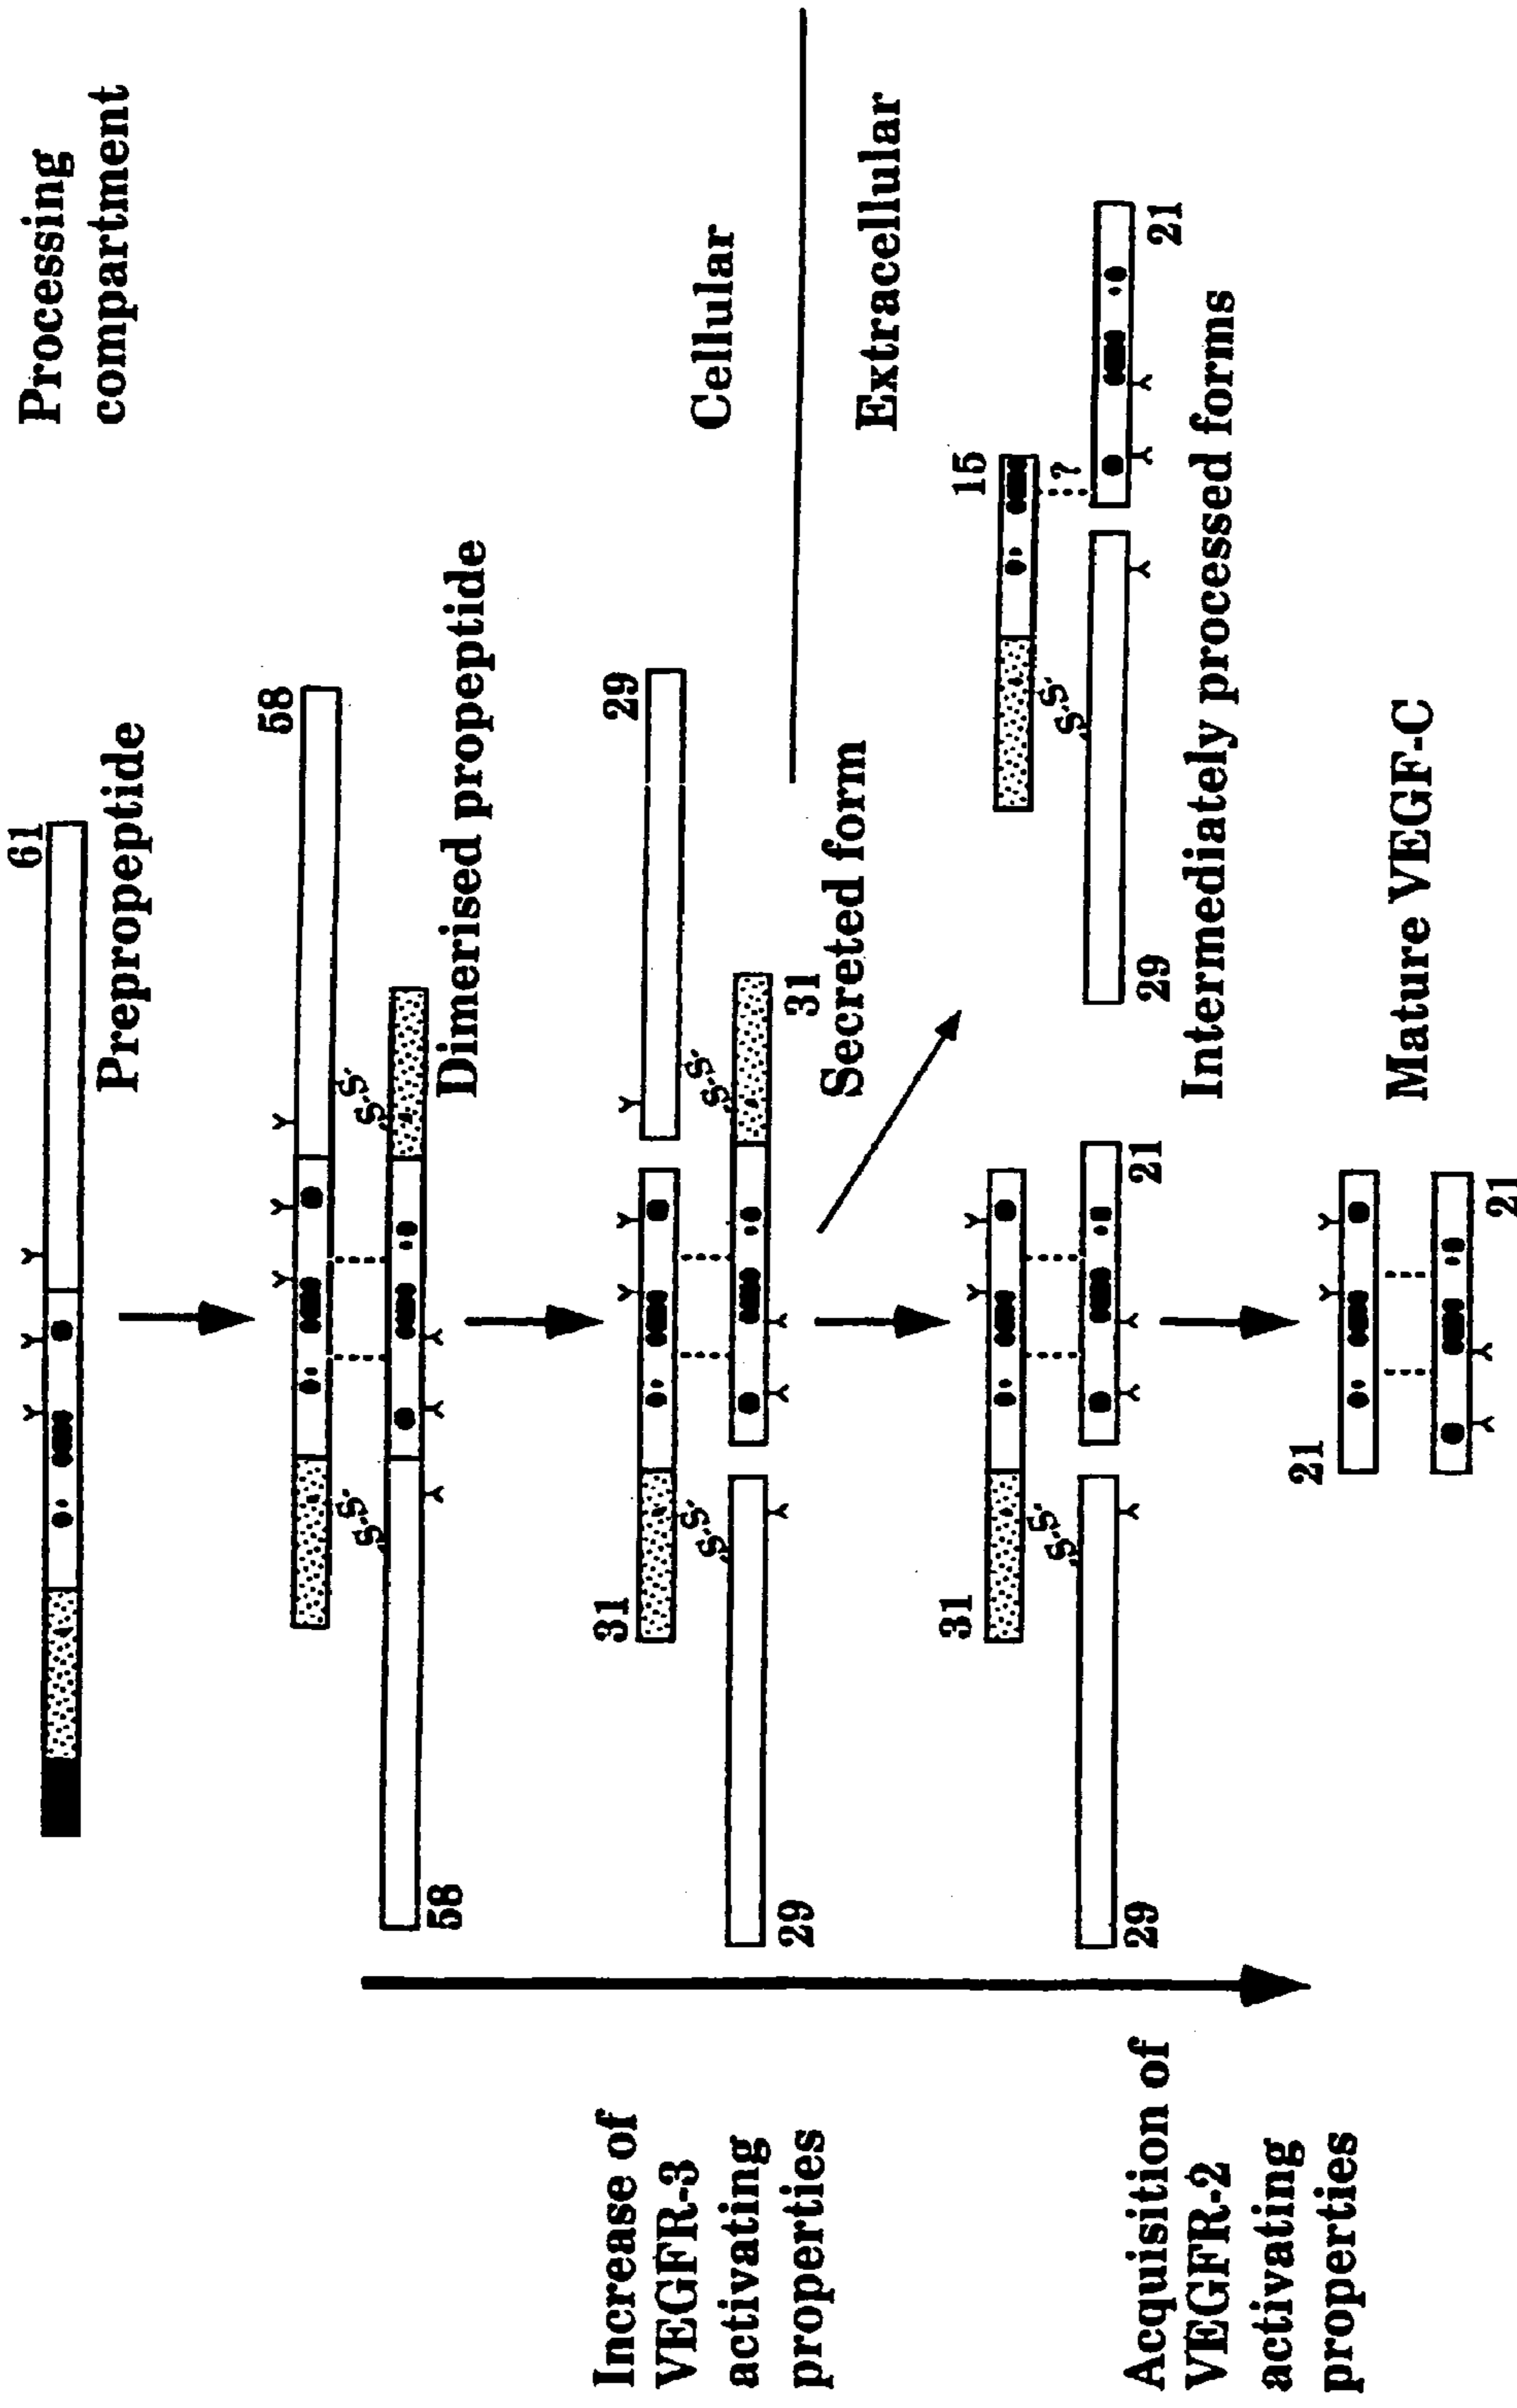 Processing
compartment
61
Prepropeptide
58
S-S
S-S
58
Dimerised propeptide
Cellular
Increase of
VEGFR-3
activating
properties
31
29
S-S
S-S
29
31
Secreted form
Extracellular
31
15
S-S
S-S
?
29
21
29
21
Intermediately processed forms
Acquisition of
VEGFR-2
activating
properties
Mature VEGF-C
21
21